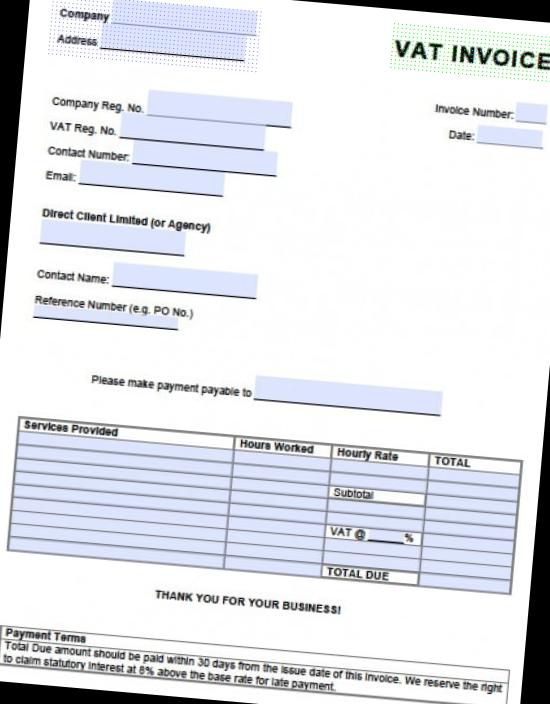 Company
Address
VAT INVOICE
Company Reg. No.
VAT Reg. No.
Contact Number:
Email:
Invoice Number:
Date:
Direct Client Limited (or Agency)
Contact Name:
Reference Number (e.g. PO No.)
Please make payment payable to
Services Provided Hours Worked Hourly Rate TOTAL
Subtotal
VAT @ _____%
TOTAL DUE
THANK YOU FOR YOUR BUSINESS!
Payment Terms
Total Due amount should be paid within 30 days from the issue date of this invoice. We reserve the right
to claim statutory interest at 8% above the base rate for late payment.